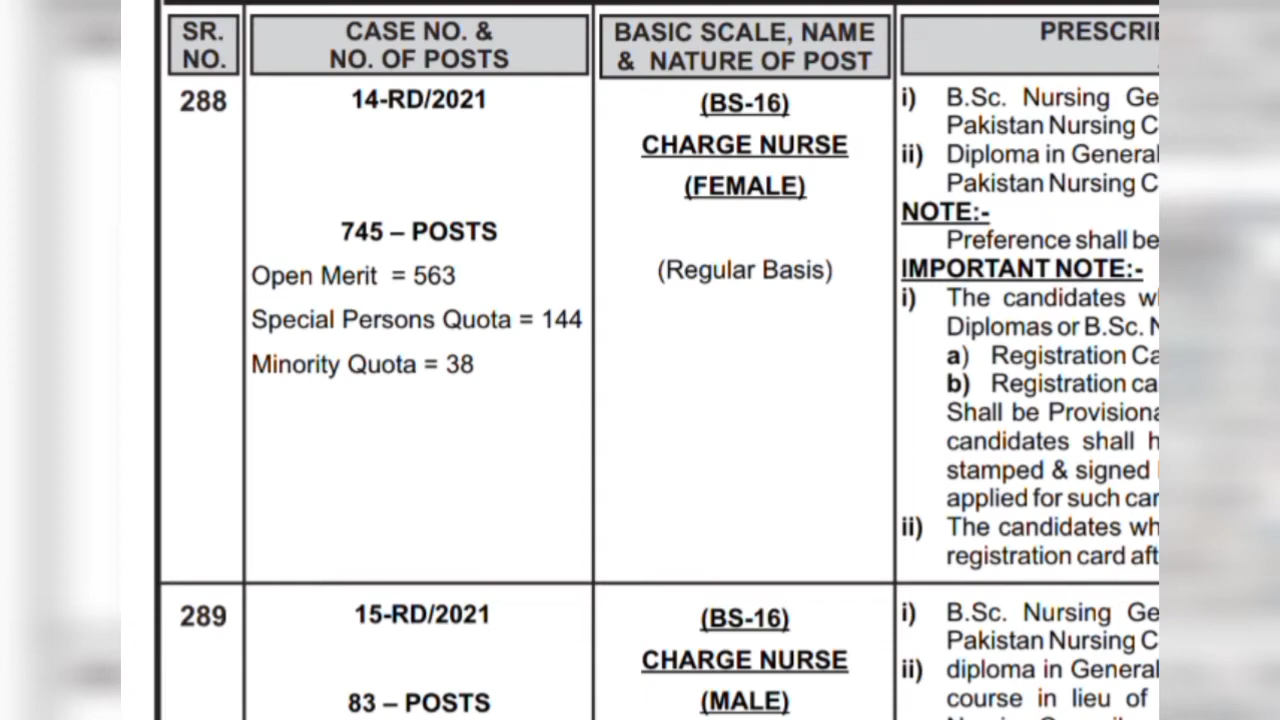 SR.
NO.
CASE NO. &
NO. OF POSTS
BASIC SCALE, NAME
& NATURE OF POST
288
14-RD/2021
745 – POSTS
Open Merit = 563
Special Persons Quota = 144
Minority Quota = 38
(BS-16)
CHARGE NURSE
(FEMALE)
(Regular Basis)
i) B.Sc. Nursing
Pakistan Nursing
ii) Diploma in General
Pakistan Nursing
NOTE:-
Preference shall be
IMPORTANT NOTE:-
i) The candidates
Diplomas or B.Sc.
a) Registration
b) Registration
Shall be
candidates shall
stamped & signed
applied for such
ii) The candidates
registration card
289
15-RD/2021
83 – POSTS
(BS-16)
CHARGE NURSE
(MALE)
i) B.Sc. Nursing
Pakistan Nursing
ii) diploma in General
course in lieu of